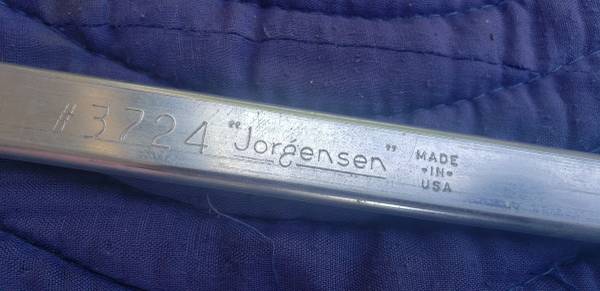 #3724 "Jorgensen" MADE
•IN•
USA